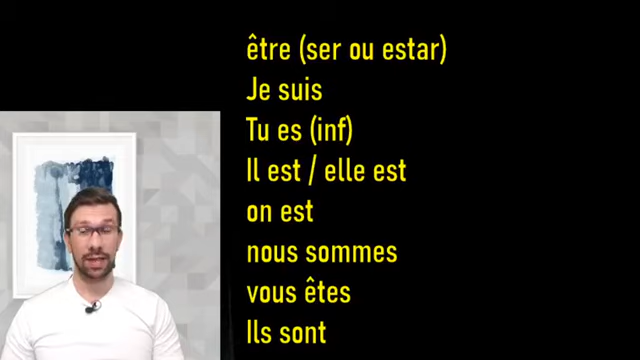 être (ser ou estar)
Je suis
Tu es (inf)
Il est / elle est
on est
nous sommes
vous êtes
Ils sont